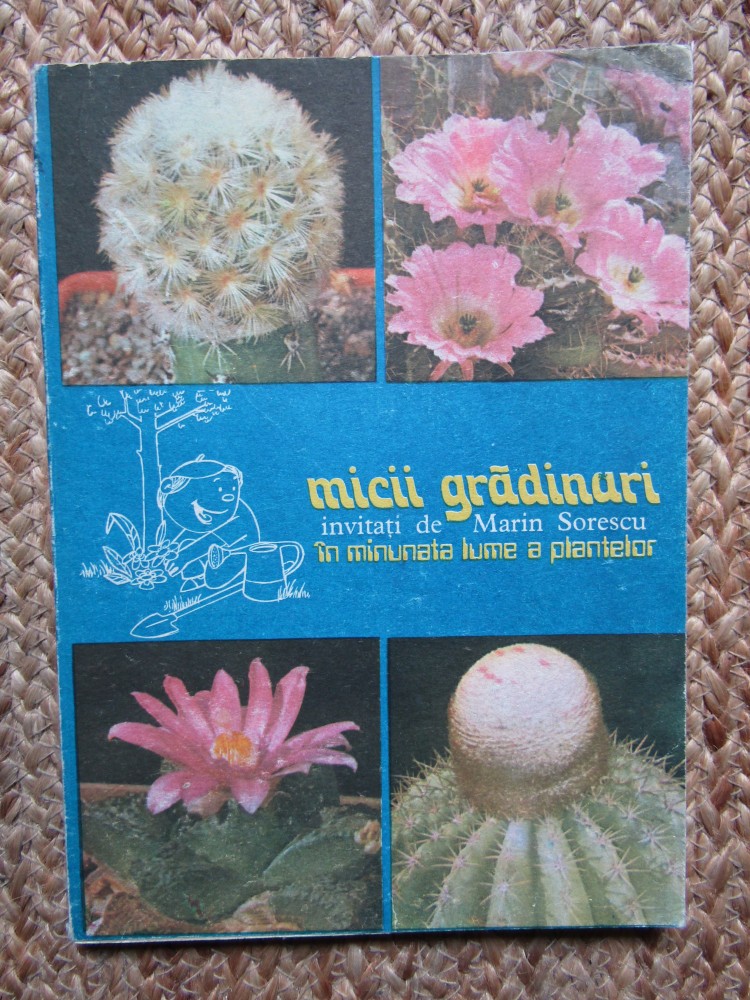 micii grădinari
invitați de Marin Sorescu
în minunata lume a plantelor